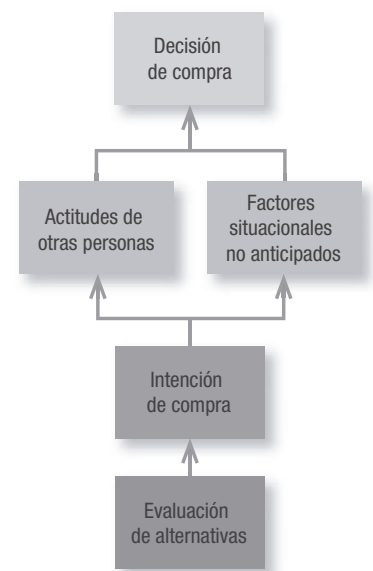 Decisión
de compra
Actitudes de
otras personas
Factores
situacionales
no anticipados
Intención
de compra
Evaluación
de alternativas